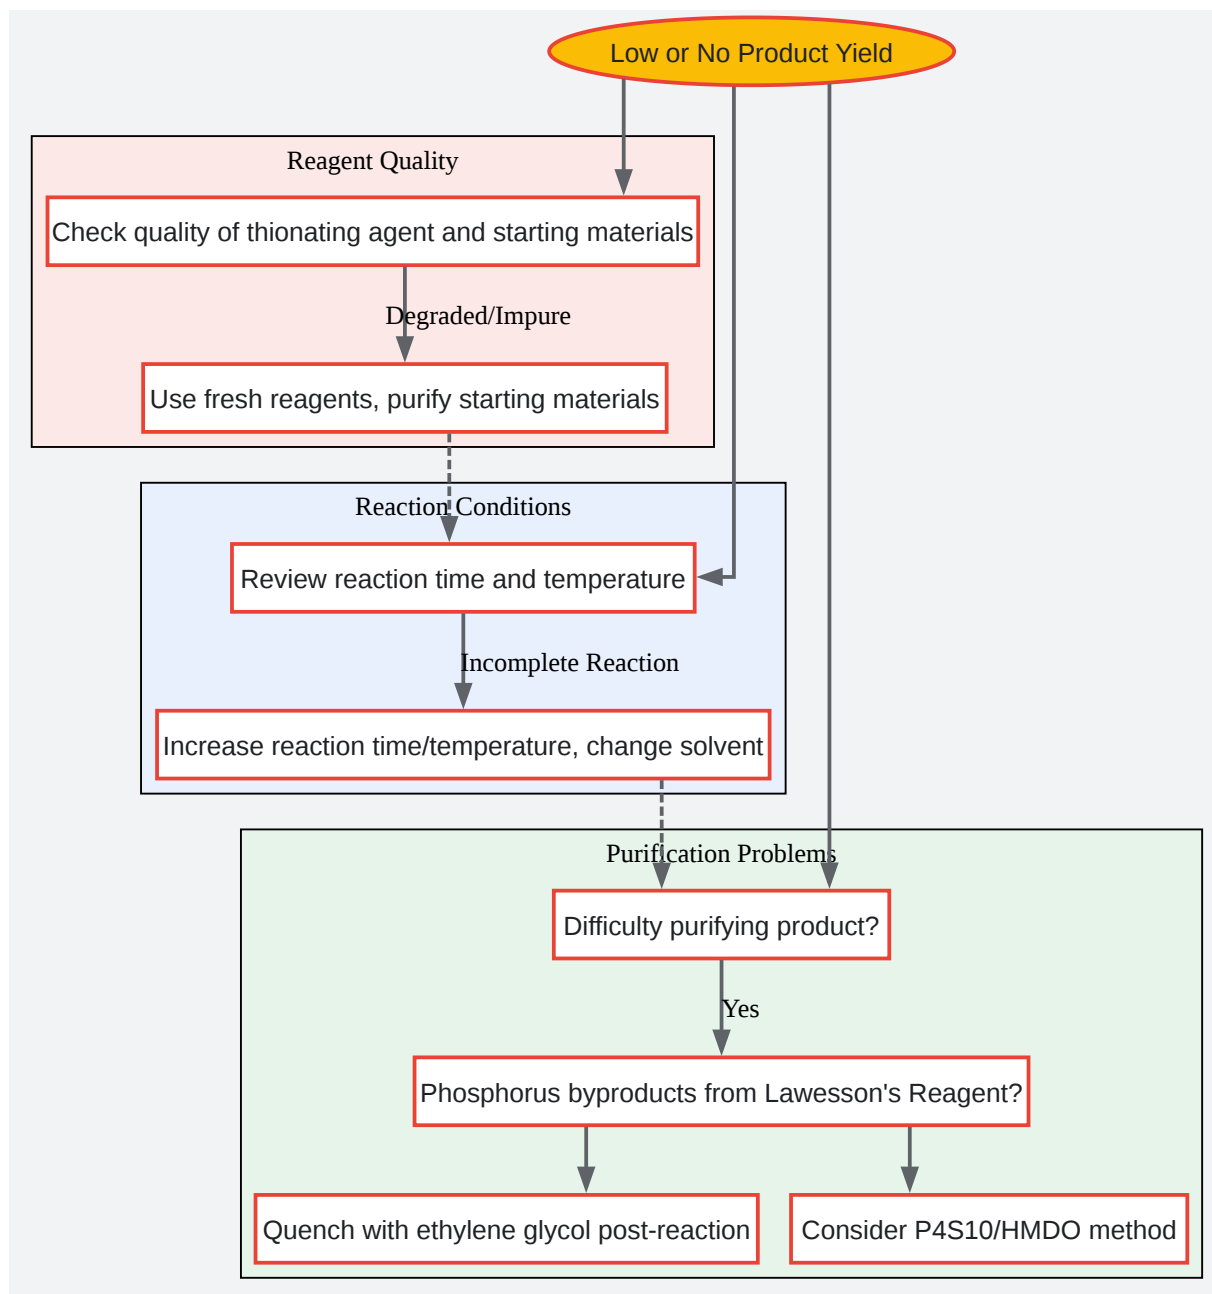 Low or No Product Yield
Reagent Quality
Check quality of thionating agent and starting materials
Degraded/Impure
Use fresh reagents, purify starting materials
Reaction Conditions
Review reaction time and temperature
Incomplete Reaction
Increase reaction time/temperature, change solvent
Purification Problems
Difficulty purifying product?
Yes
Phosphorus byproducts from Lawesson's Reagent?
Quench with ethylene glycol post-reaction
Consider P4S10/HMDO method